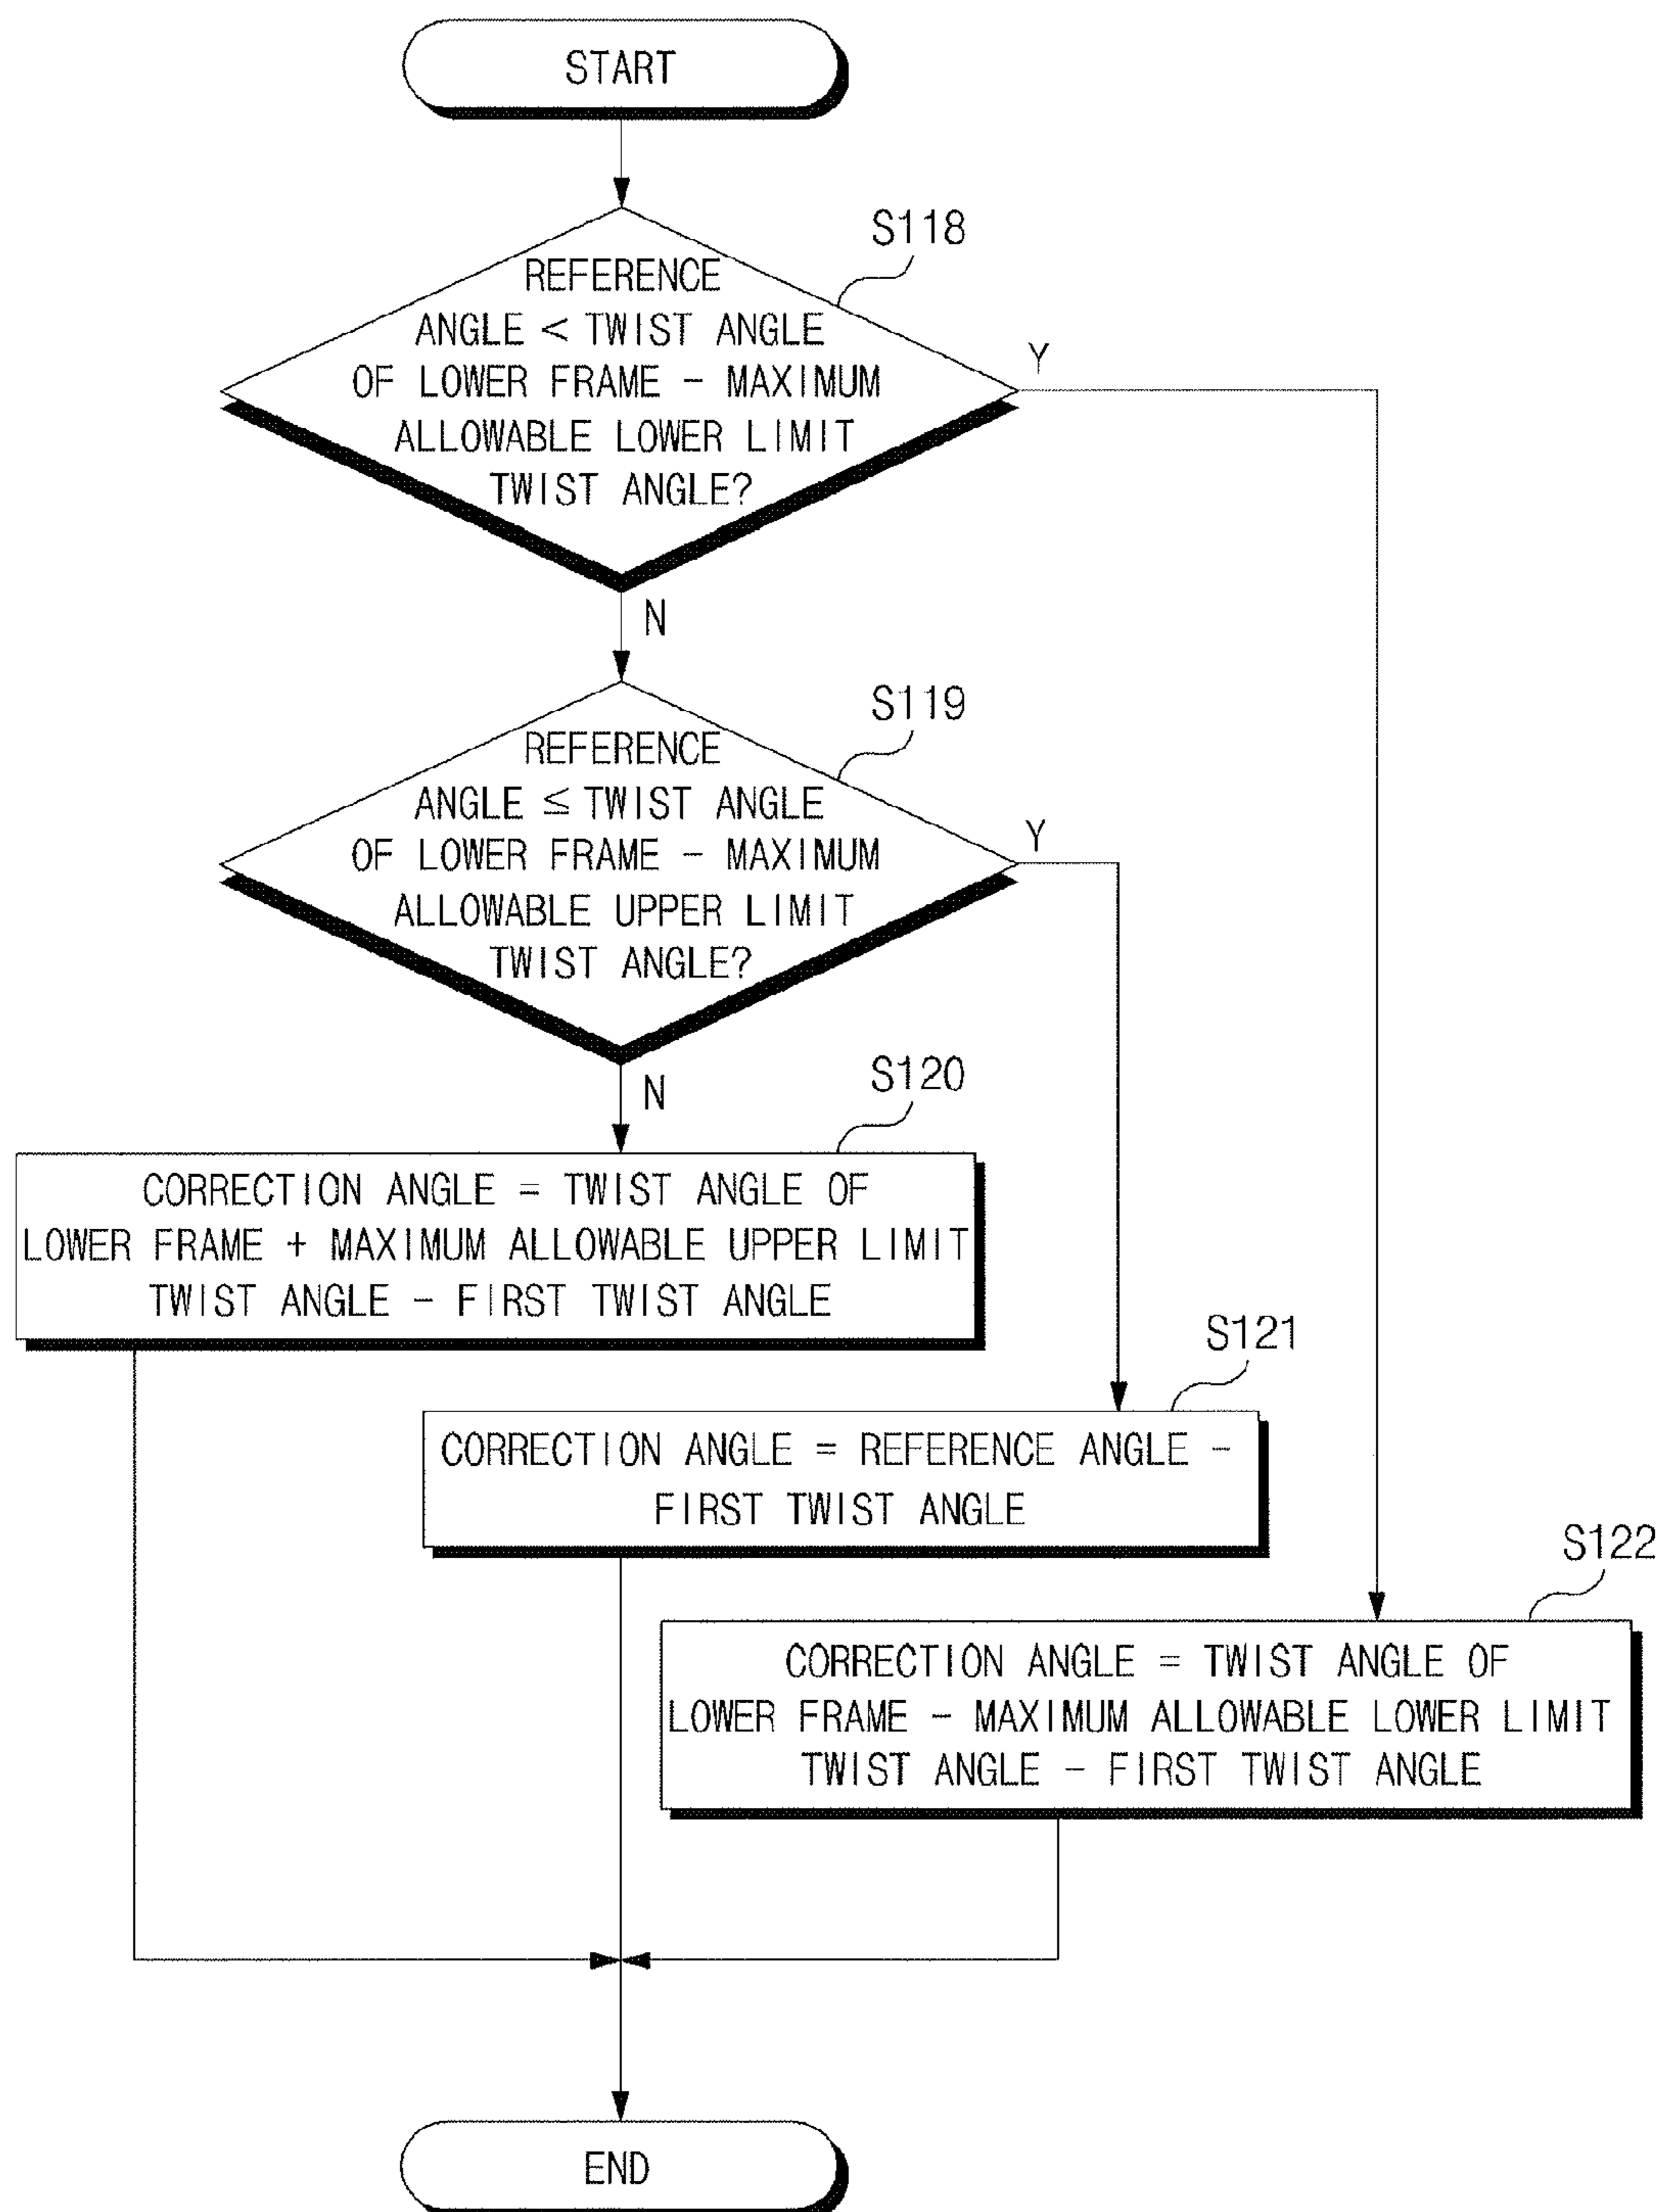 START
S118
REFERENCE
ANGLE < TWIST ANGLE
OF LOWER FRAME - MAXIMUM
ALLOWABLE LOWER LIMIT
TWIST ANGLE?
Y
N
S119
REFERENCE
ANGLE ≤ TWIST ANGLE
OF LOWER FRAME - MAXIMUM
ALLOWABLE UPPER LIMIT
TWIST ANGLE?
Y
N
S120
CORRECTION ANGLE = TWIST ANGLE OF
LOWER FRAME + MAXIMUM ALLOWABLE UPPER LIMIT
TWIST ANGLE - FIRST TWIST ANGLE
S121
CORRECTION ANGLE = REFERENCE ANGLE -
FIRST TWIST ANGLE
S122
CORRECTION ANGLE = TWIST ANGLE OF
LOWER FRAME - MAXIMUM ALLOWABLE LOWER LIMIT
TWIST ANGLE - FIRST TWIST ANGLE
END